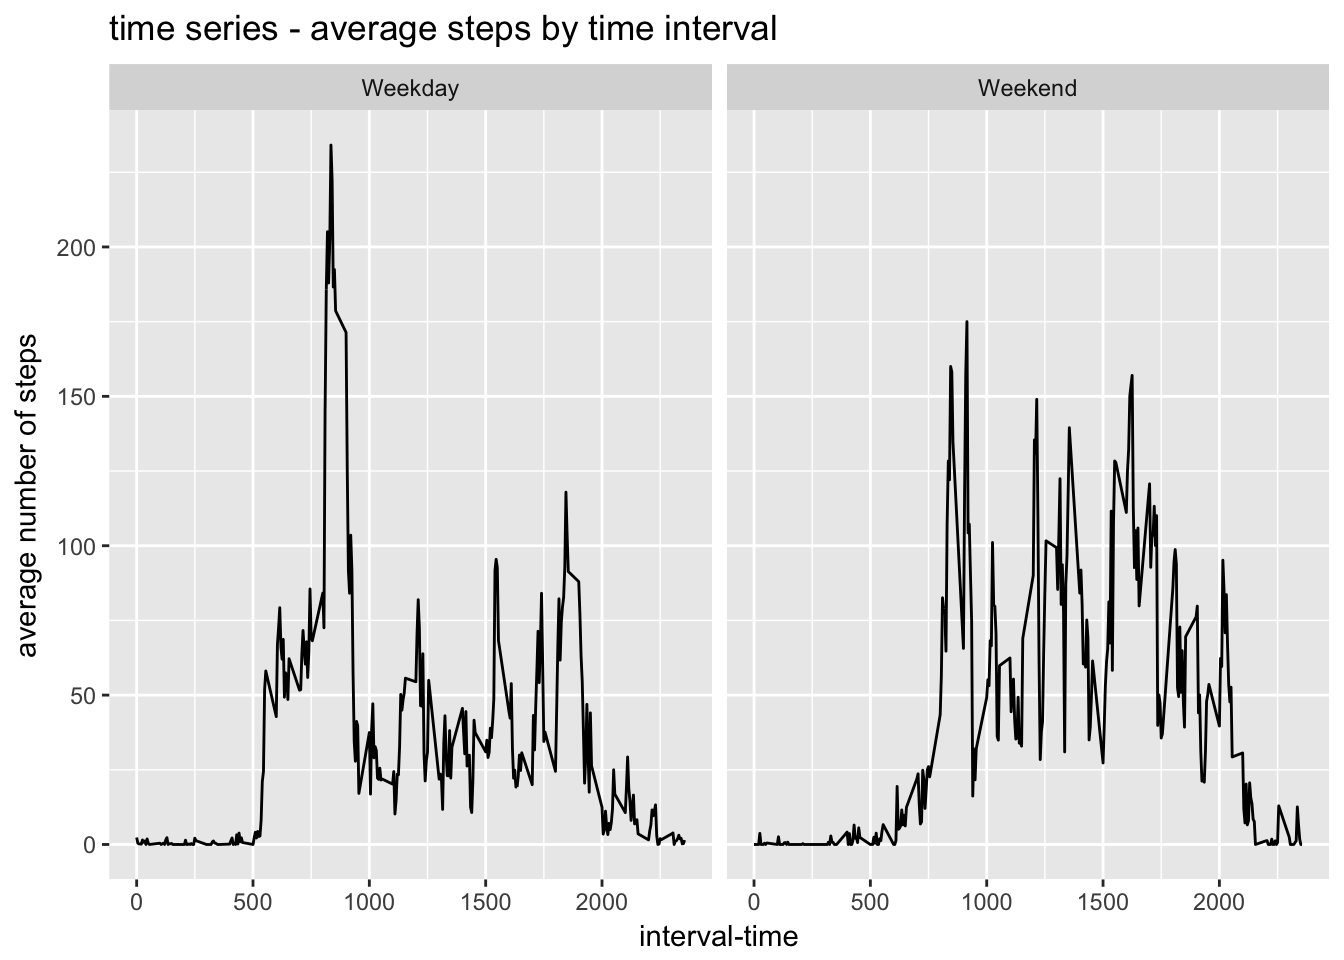 time series - average steps by time interval
Weekday
Weekend
average number of steps
200
150
100
50
0
0 500 1000 1500 2000
0 500 1000 1500 2000
interval-time